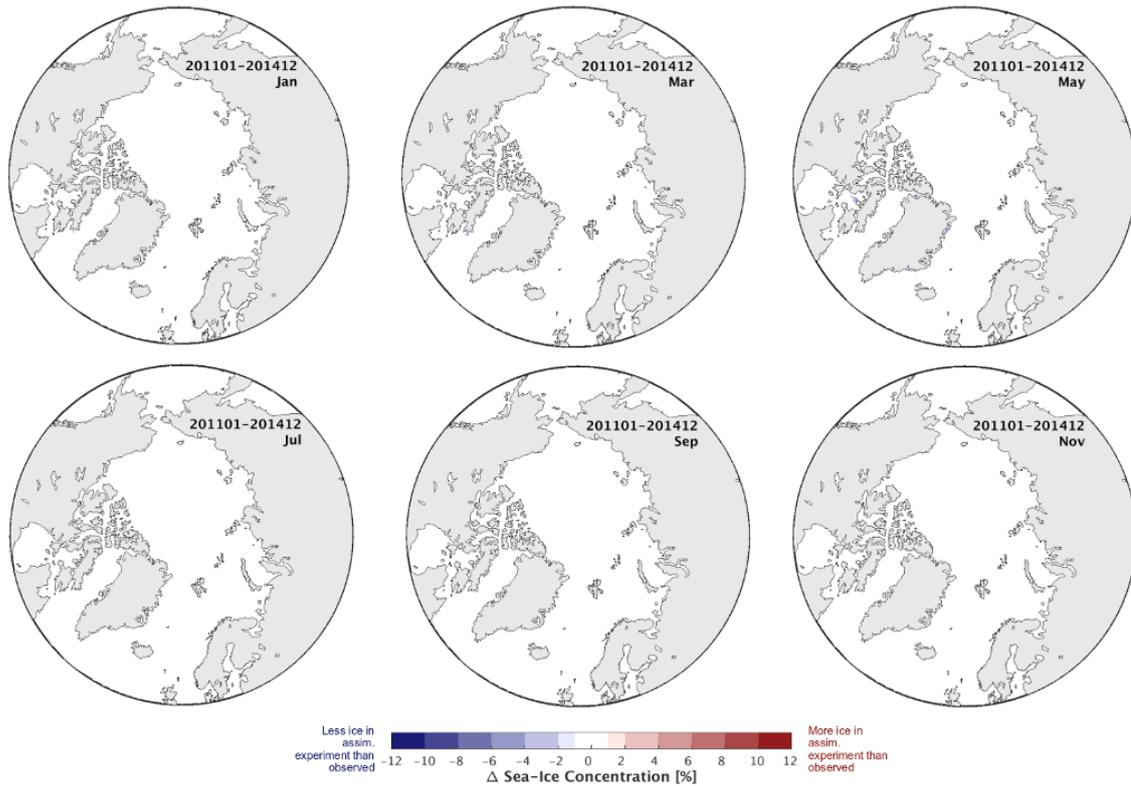 201101-201412
Jan
201101-201412
Mar
201101-201412
May
201101-201412
Jul
201101-201412
Sep
201101-201412
Nov
Less ice in
assim.
experiment than
observed
-12 -10 -8 -6 -4 -2 0 2 4 6 8 10 12
Δ Sea-Ice Concentration [%]
More ice in
assim.
experiment than
observed